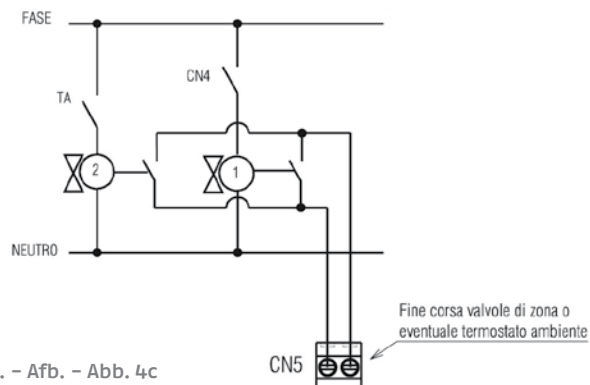 FASE
CN4
TA
2
1
NEUTRO
Fine corsa valvole di zona o
eventuale termostato ambiente
CN5
. – Afb. – Abb. 4c